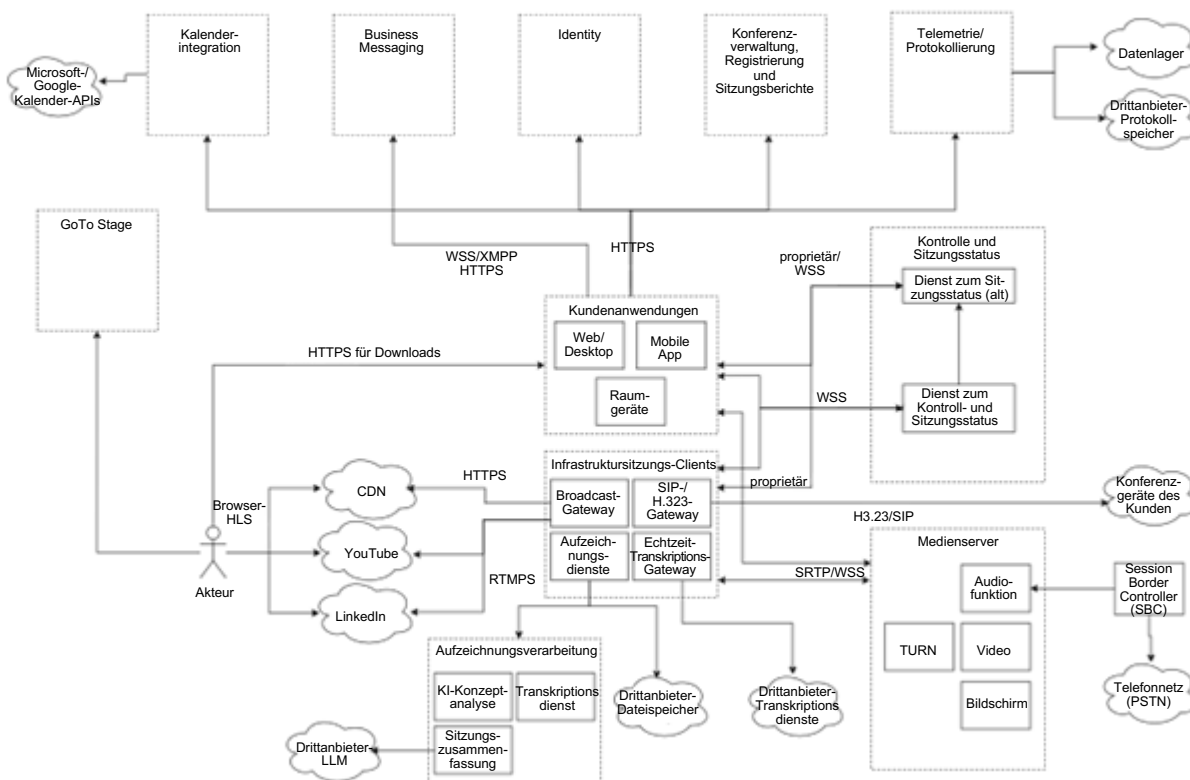 Kalender-
integration
Business
Messaging
Identity
Konferenz-
verwaltung,
Registrierung
und
Sitzungsberichte
Telemetrie/
Protokollierung
Datenlager
Drittanbieter-
Protokoll-
speicher
Microsoft-/
Google-
Kalender-APIs
GoTo Stage
WSS/XMPP
HTTPS
HTTPS
proprietär/
WSS
Kontrolle und
Sitzungsstatus
Dienst zum Sit-
zungsstatus (alt)
Dienst zum
Kontroll- und
Sitzungsstatus
WSS
Kundenanwendungen
Web/
Desktop
Mobile
App
Raum-
geräte
HTTPS für Downloads
Infrastruktursitzungs-Clients
Broadcast-
Gateway
SIP-/
H.323-
Gateway
Aufzeich-
nungs-
dienste
Echtzeit-
Transkriptions-
Gateway
HTTPS
proprietär
H3.23/SIP
Konferenz-
geräte des
Kunden
CDN
Browser-
HLS
YouTube
LinkedIn
Akteur
RTMPS
SRTP/WSS
Medienserver
Audio-
funktion
TURN
Video
Bildschirm
Session
Border
Controller
(SBC)
Telefonnetz
(PSTN)
Aufzeichnungsverarbeitung
KI-Konzept-
analyse
Transkriptions
dienst
Sitzungs-
zusammen-
fassung
Drittanbieter-
LLM
Drittanbieter-
Dateispeicher
Drittanbieter-
Transkriptions
dienste